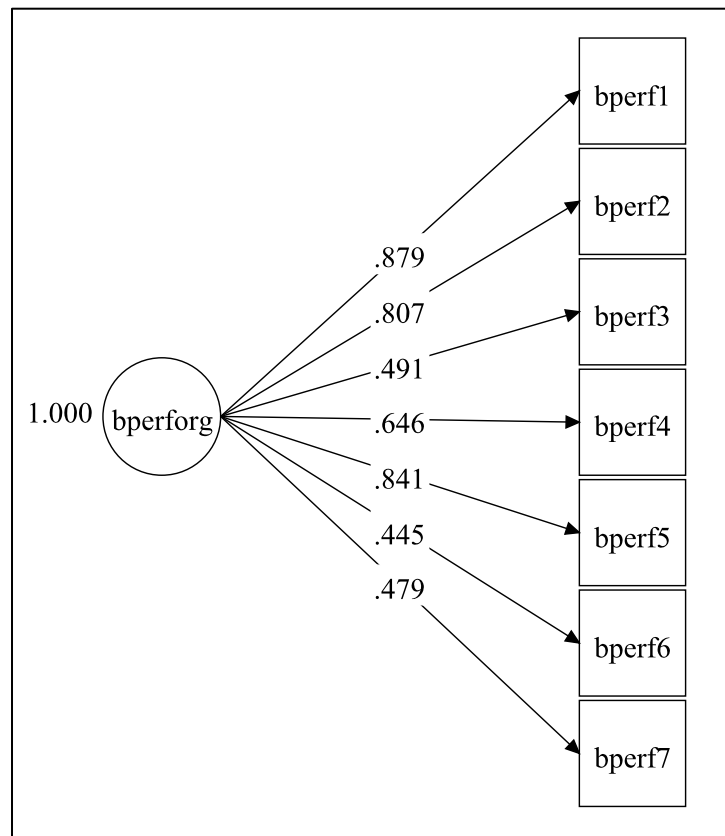 bperf1
bperf2
.879
.807
bperf3
.491
1.000
bperforg
.646
bperf4
.841
bperf5
.445
.479
bperf6
bperf7